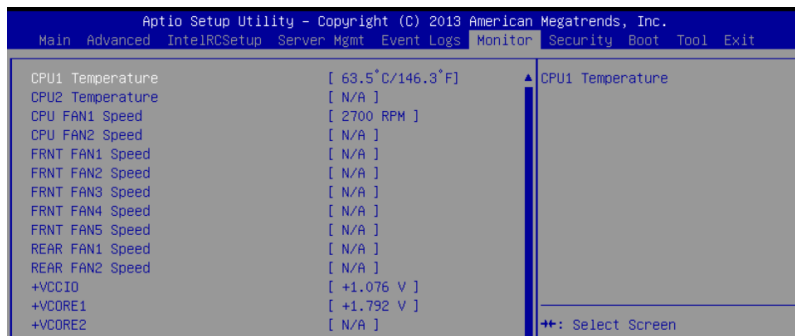 Aptio Setup Utility – Copyright (C) 2013 American Megatrends, Inc.
Main Advanced IntelRCSetup Server Mgmt Event Logs Monitor Security Boot Tool Exit
CPU1 Temperature [ 63.5°C/146.3°F] ▲ CPU1 Temperature
CPU2 Temperature [ N/A ]
CPU FAN1 Speed [ 2700 RPM ]
CPU FAN2 Speed [ N/A ]
FRNT FAN1 Speed [ N/A ]
FRNT FAN2 Speed [ N/A ]
FRNT FAN3 Speed [ N/A ]
FRNT FAN4 Speed [ N/A ]
FRNT FAN5 Speed [ N/A ]
REAR FAN1 Speed [ N/A ]
REAR FAN2 Speed [ N/A ]
+VCCIO [ +1.076 V ]
+VCORE1 [ +1.792 V ]
+VCORE2 [ N/A ] →←: Select Screen